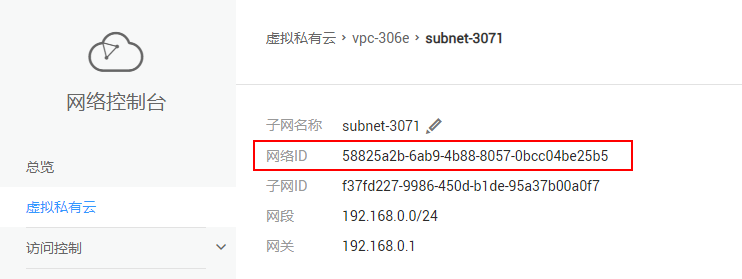 网络控制台
总览
虚拟私有云
访问控制
虚拟私有云 › vpc-306e › subnet-3071
子网名称 subnet-3071
网络ID 58825a2b-6ab9-4b88-8057-0bcc04be25b5
子网ID f37fd227-9986-450d-b1de-95a37b00a0f7
网段 192.168.0.0/24
网关 192.168.0.1